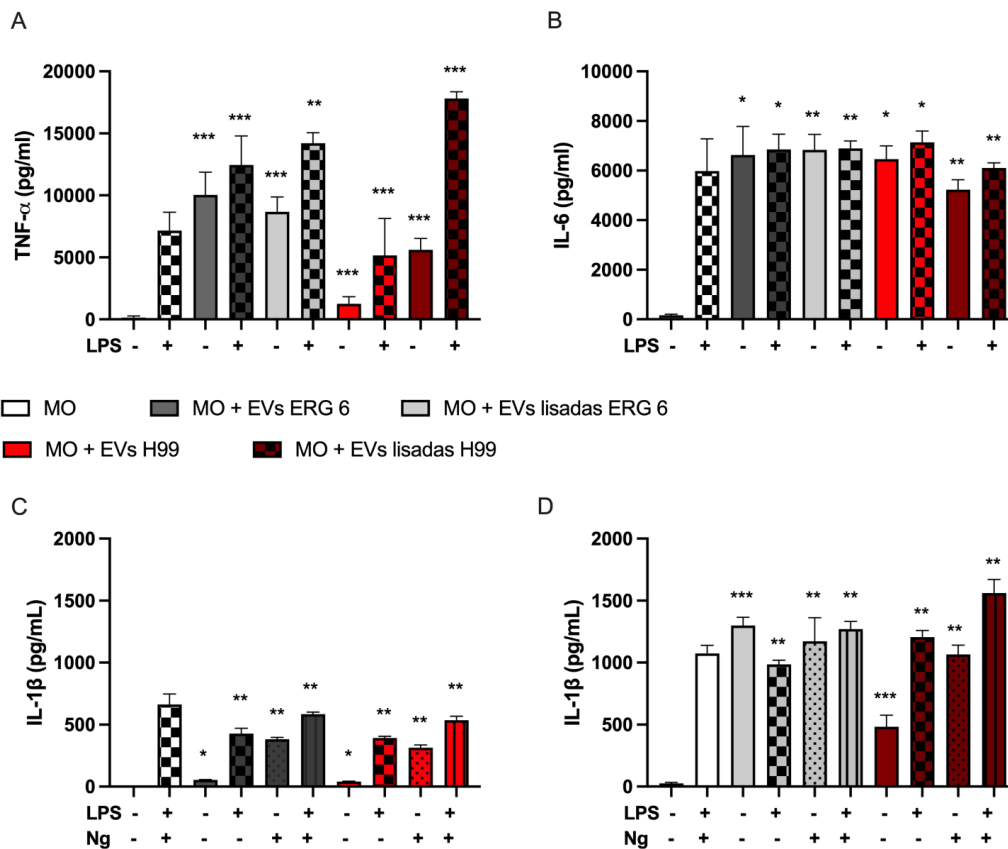 A
B
*** *** *** ** *** *** *** ***
* * ** ** * * ** **
TNF-α (pg/ml)
20000
15000
10000
5000
0
IL-6 (pg/ml)
10000
8000
6000
4000
2000
0
LPS - + - + - + - + - +
LPS - + - + - + - + - +
MO
MO + EVs ERG 6
MO + EVs lisadas ERG 6
MO + EVs H99
MO + EVs lisadas H99
C
D
* ** ** ** * ** ** **
*** ** ** ** *** ** ** **
IL-1β (pg/mL)
2000
1500
1000
500
0
IL-1β (pg/mL)
2000
1500
1000
500
0
LPS - + - + - + - + - +
Ng - + - - + + - - + +
LPS - + - + - + - + - +
Ng - + - - + + - - + +